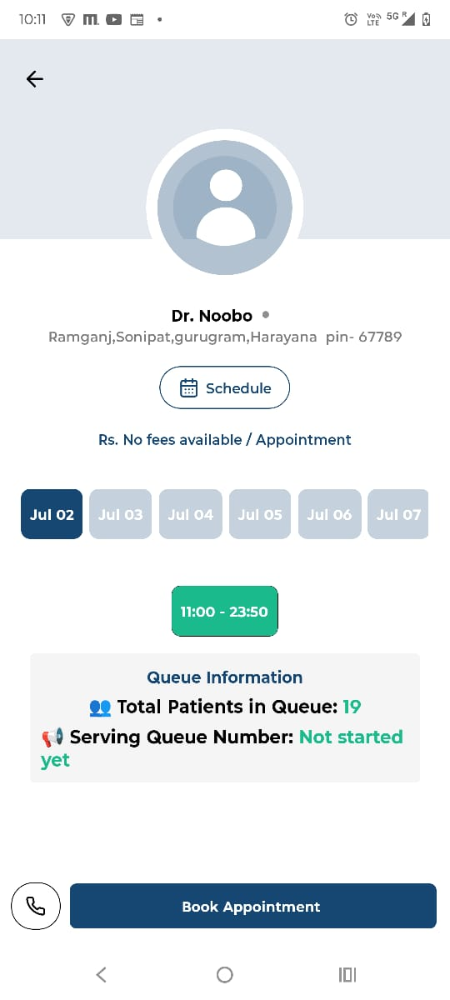 10:11
m.
Vo))
LTE
5G R
Dr. Noobo
Ramganj,Sonipat,gurugram,Harayana pin- 67789
Schedule
Rs. No fees available / Appointment
Jul 02 Jul 03 Jul 04 Jul 05 Jul 06 Jul 07
11:00 - 23:50
Queue Information
👥 Total Patients in Queue: 19
📢 Serving Queue Number: Not started
yet
Book Appointment